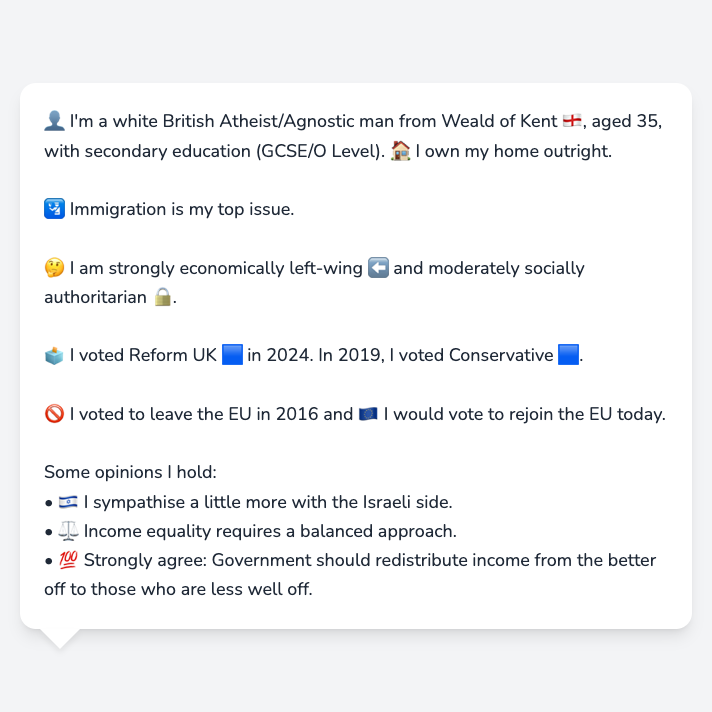 👤 I'm a white British Atheist/Agnostic man from Weald of Kent 🏴󠁧󠁢󠁥󠁮󠁧󠁿, aged 35,
with secondary education (GCSE/O Level). 🏠 I own my home outright.
🛂 Immigration is my top issue.
🤔 I am strongly economically left-wing ⬅️ and moderately socially
authoritarian 🔒.
🗳️ I voted Reform UK 🟦 in 2024. In 2019, I voted Conservative 🟦.
🚫 I voted to leave the EU in 2016 and 🇪🇺 I would vote to rejoin the EU today.
Some opinions I hold:
• 🇮🇱 I sympathise a little more with the Israeli side.
• ⚖️ Income equality requires a balanced approach.
• 💯 Strongly agree: Government should redistribute income from the better
off to those who are less well off.